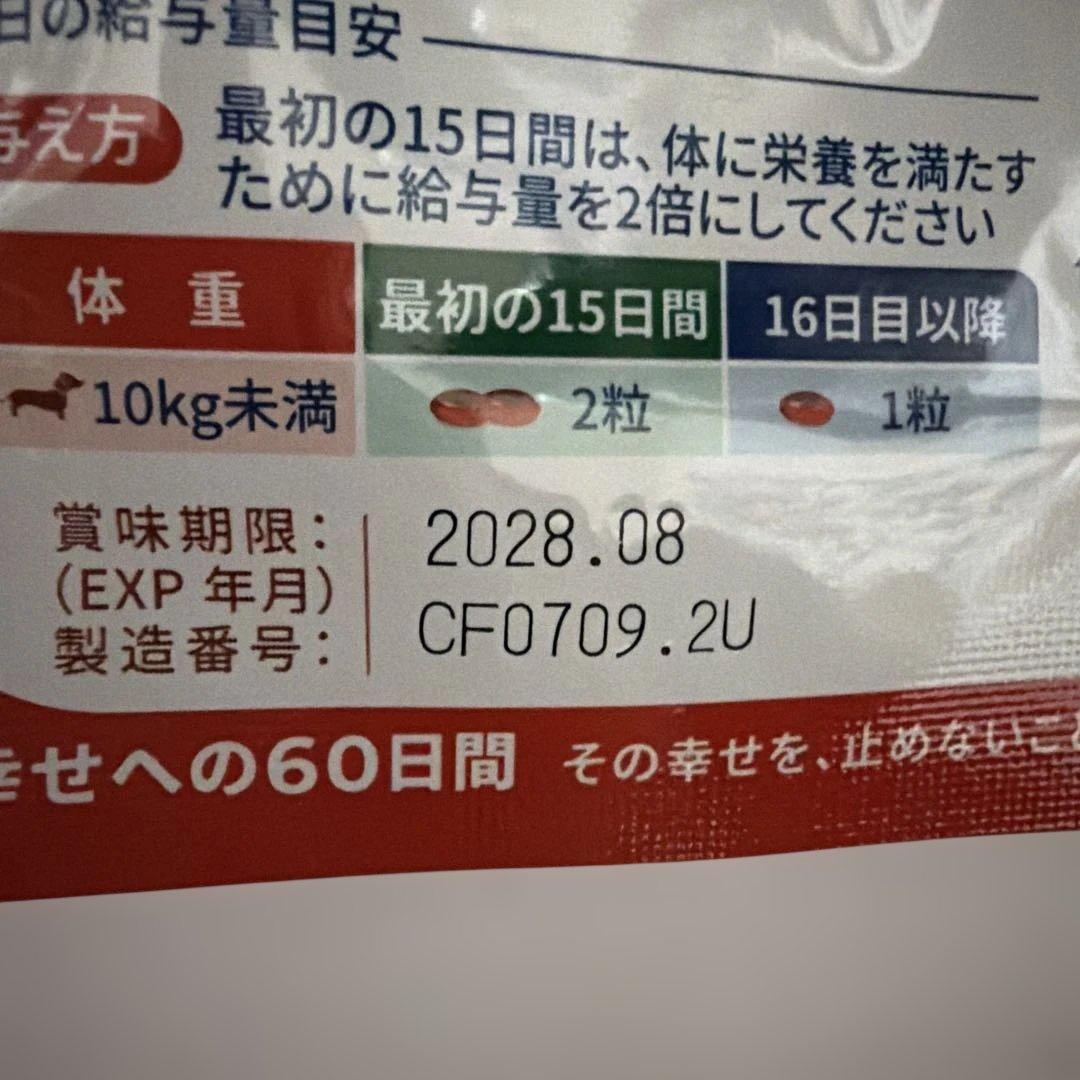 日の給与量目安
与え方
最初の15日間は、体に栄養を満たす
ために給与量を2倍にしてください
体 重
最初の15日間
16日目以降
10kg未満
2粒
1粒
賞味期限:
2028.08
(EXP 年月)
製造番号:
CF0709.2U
幸せへの60日間
その幸せを、止めないこと